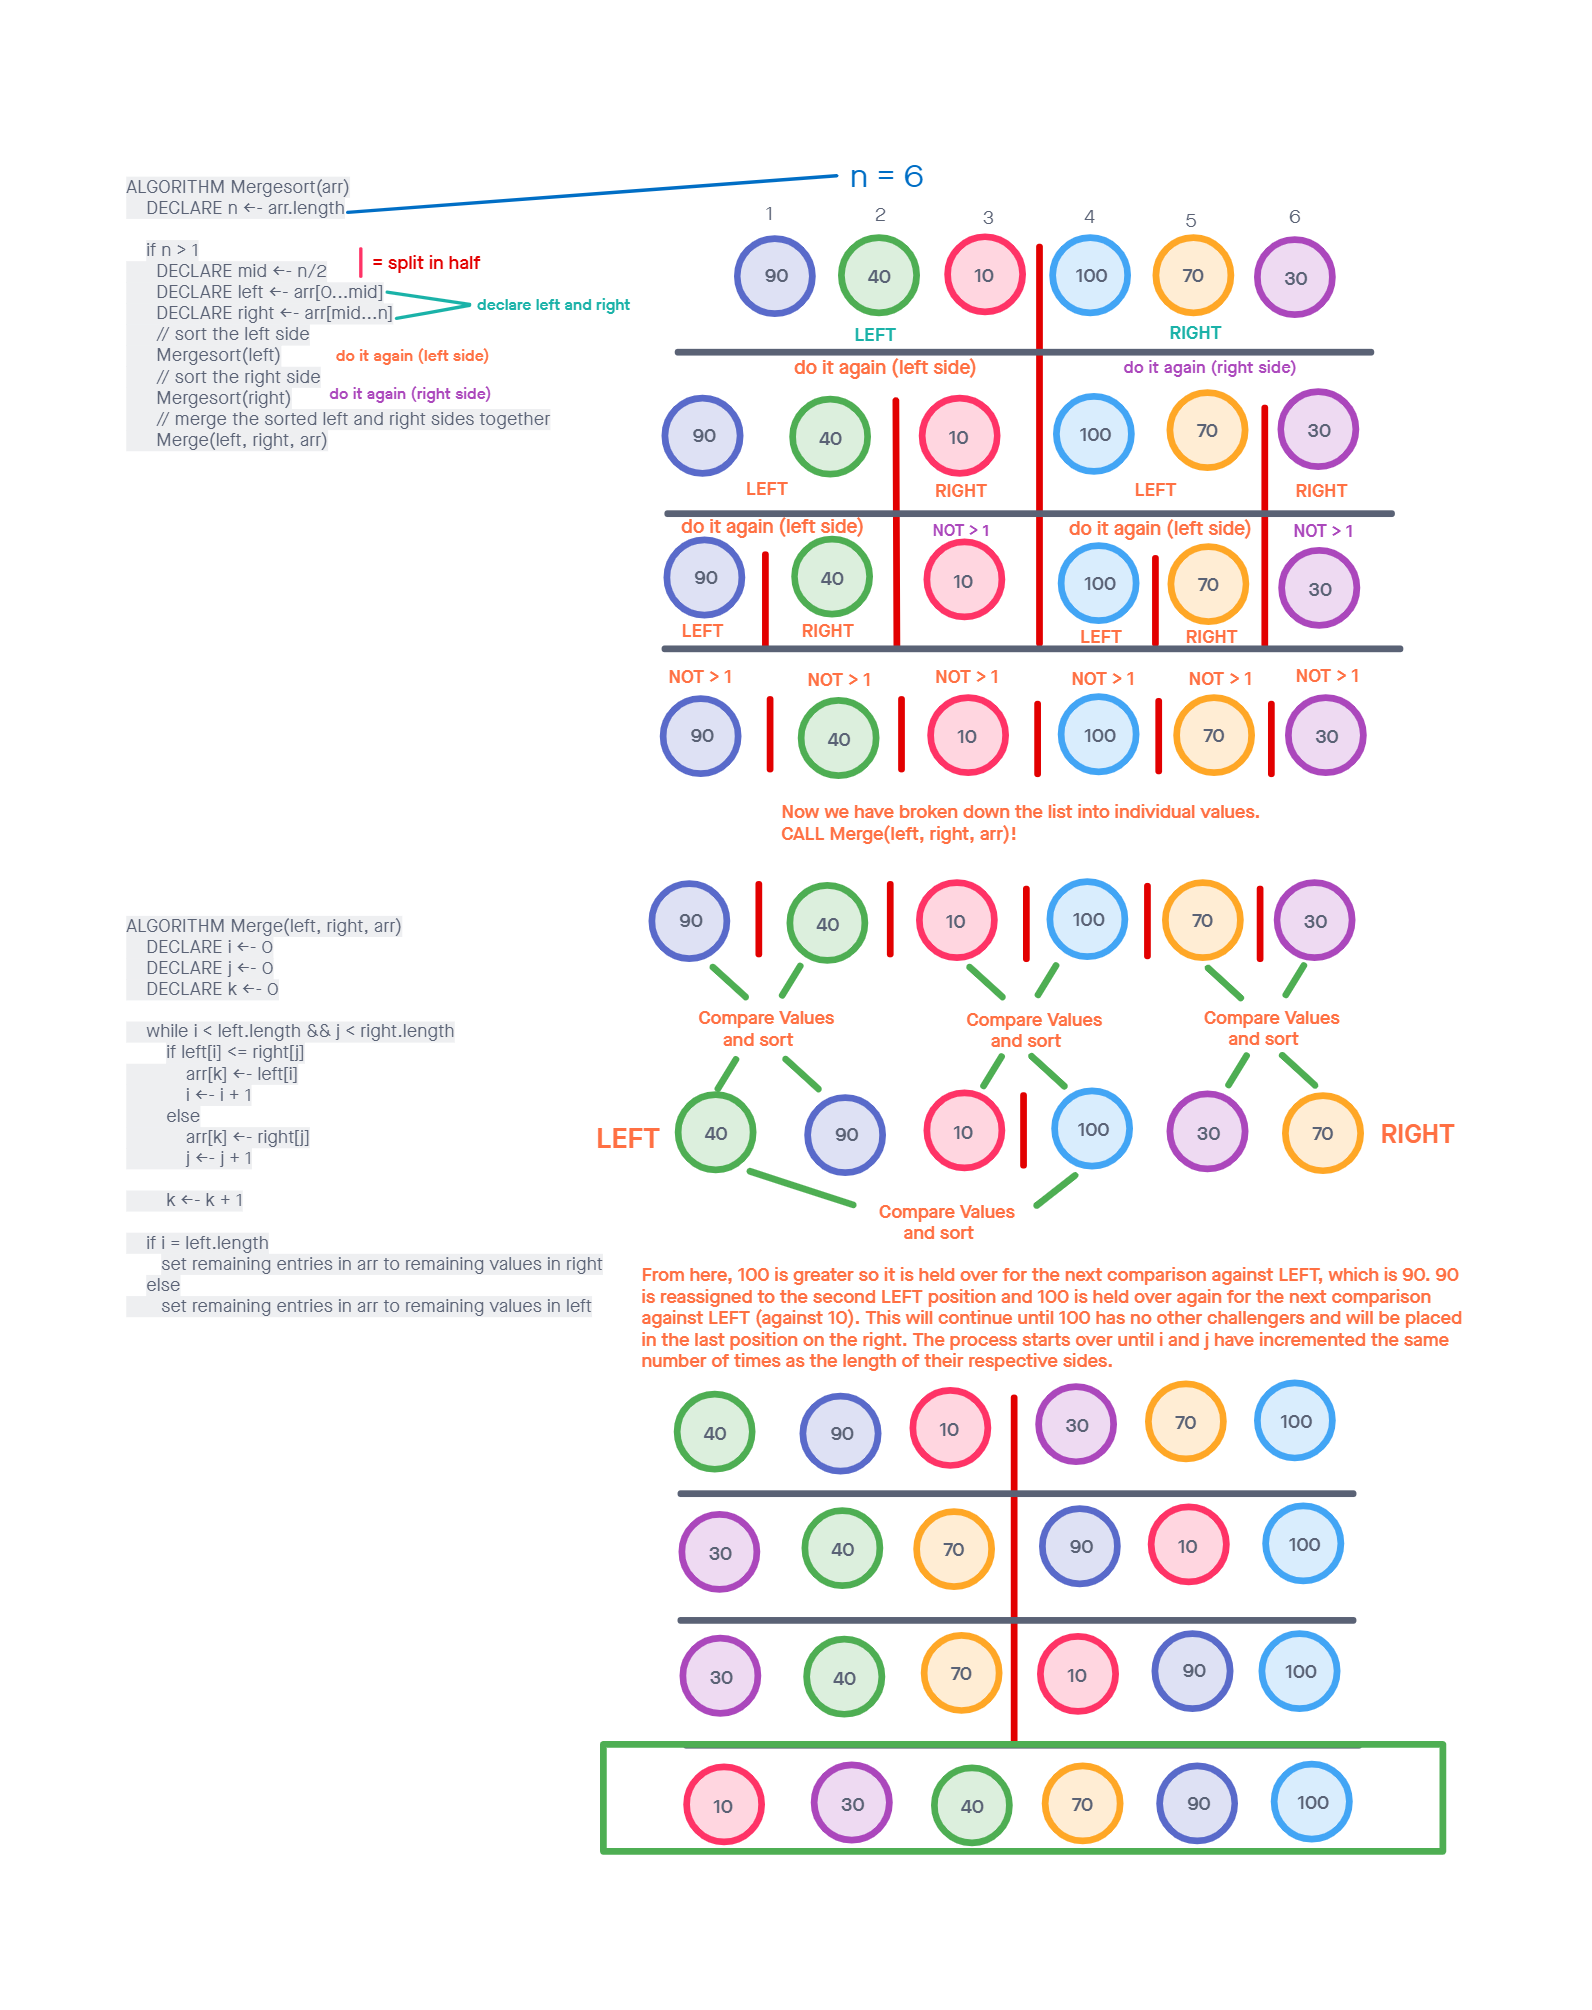 ALGORITHM Mergesort(arr)
DECLARE n <- arr.length
if n > 1
DECLARE mid <- n/2
DECLARE left <- arr[0...mid]
DECLARE right <- arr[mid...n]
// sort the left side
Mergesort(left)
// sort the right side
Mergesort(right)
// merge the sorted left and right sides together
Merge(left, right, arr)
= split in half
declare left and right
do it again (left side)
do it again (right side)
n = 6
1 2 3 4 5 6
90 40 10 100 70 30
LEFT RIGHT
do it again (left side) do it again (right side)
90 40 10 100 70 30
LEFT RIGHT LEFT RIGHT
do it again (left side) NOT > 1 do it again (left side) NOT > 1
90 40 10 100 70 30
LEFT RIGHT LEFT RIGHT
NOT > 1 NOT > 1 NOT > 1 NOT > 1 NOT > 1 NOT > 1
90 40 10 100 70 30
Now we have broken down the list into individual values.
CALL Merge(left, right, arr)!
ALGORITHM Merge(left, right, arr)
DECLARE i <- 0
DECLARE j <- 0
DECLARE k <- 0
while i < left.length && j < right.length
if left[i] <= right[j]
arr[k] <- left[i]
i <- i + 1
else
arr[k] <- right[j]
j <- j + 1
k <- k + 1
if i = left.length
set remaining entries in arr to remaining values in right
else
set remaining entries in arr to remaining values in left
90 40 10 100 70 30
Compare Values Compare Values Compare Values
and sort and sort and sort
LEFT 40 90 10 100 30 70 RIGHT
Compare Values
and sort
From here, 100 is greater so it is held over for the next comparison against LEFT, which is 90. 90
is reassigned to the second LEFT position and 100 is held over again for the next comparison
against LEFT (against 10). This will continue until 100 has no other challengers and will be placed
in the last position on the right. The process starts over until i and j have incremented the same
number of times as the length of their respective sides.
40 90 10 30 70 100
30 40 70 90 10 100
30 40 70 10 90 100
10 30 40 70 90 100